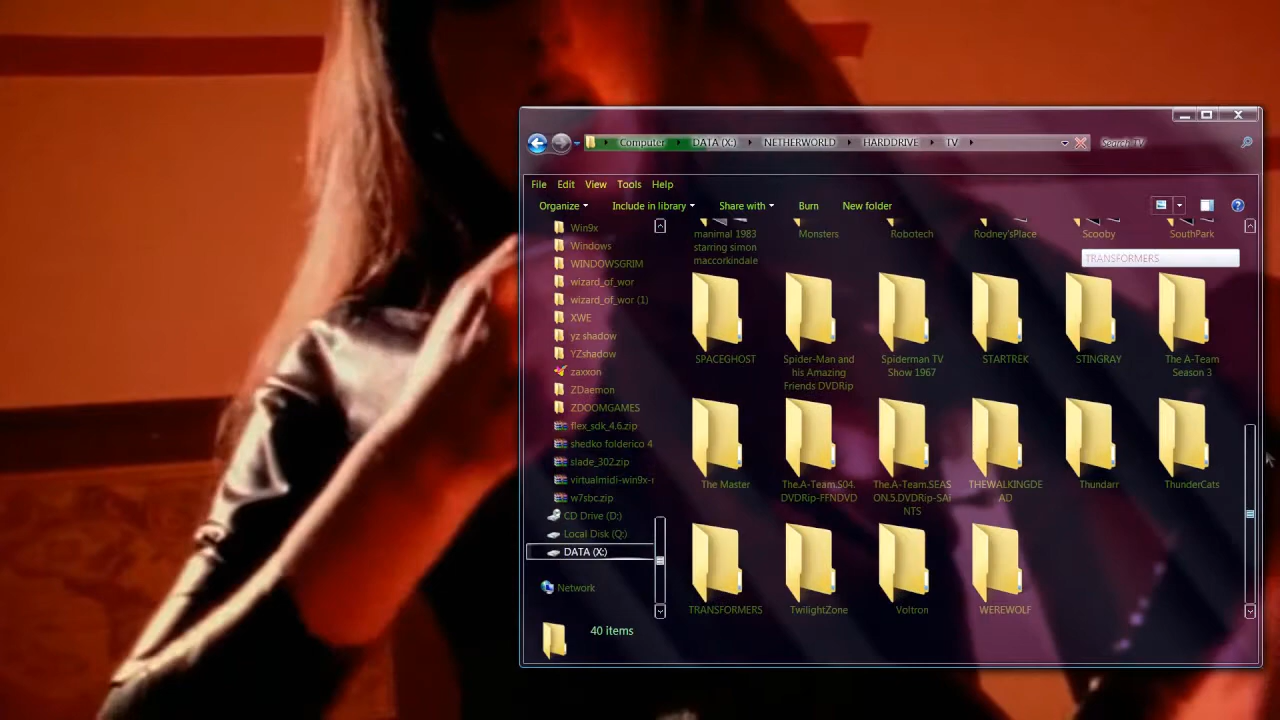 Computer DATA (X:) NETHERWORLD HARDDRIVE TV
Search TV
File Edit View Tools Help
Organize Include in library Share with Burn New folder
Win9x
Windows
WINDOWSGRIM
wizard_of_wor
wizard_of_wor (1)
XWE
yz shadow
YZshadow
zaxxon
ZDaemon
ZDOOMGAMES
flex_sdk_4.6.zip
shedko folderico 4
slade_302.zip
virtualmidi-win9x-r
w7sbc.zip
CD Drive (D:)
Local Disk (Q:)
DATA (X:)
Network
manimal 1983
starring simon
maccorkindale
Monsters
Robotech
Rodney'sPlace
Scooby
SouthPark
TRANSFORMERS
SPACEGHOST
Spider-Man and
his Amazing
Friends DVDRip
Spiderman TV
Show 1967
STARTREK
STINGRAY
The A-Team
Season 3
The Master
The.A-Team.S04.
DVDRip-FFNDVD
The.A-Team.SEAS
ON.5.DVDRip-SAi
NTS
THEWALKINGDE
AD
Thundarr
ThunderCats
TRANSFORMERS
TwilightZone
Voltron
WEREWOLF
40 items